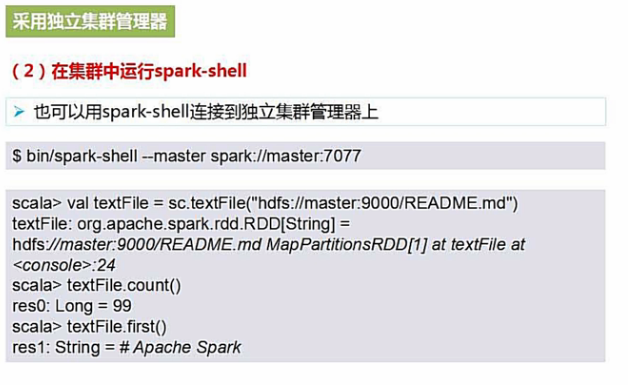 采用独立集群管理器
（2）在集群中运行spark-shell
➢ 也可以用spark-shell连接到独立集群管理器上
$ bin/spark-shell --master spark://master:7077
scala> val textFile = sc.textFile("hdfs://master:9000/README.md")
textFile: org.apache.spark.rdd.RDD[String] =
hdfs://master:9000/README.md MapPartitionsRDD[1] at textFile at
<console>:24
scala> textFile.count()
res0: Long = 99
scala> textFile.first()
res1: String = # Apache Spark